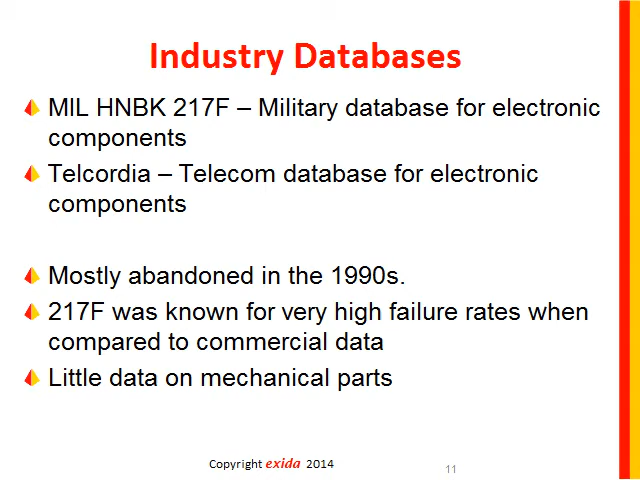 Industry Databases
MIL HNBK 217F – Military database for electronic
components
Telcordia – Telecom database for electronic
components
Mostly abandoned in the 1990s.
217F was known for very high failure rates when
compared to commercial data
Little data on mechanical parts
Copyright exida 2014
11